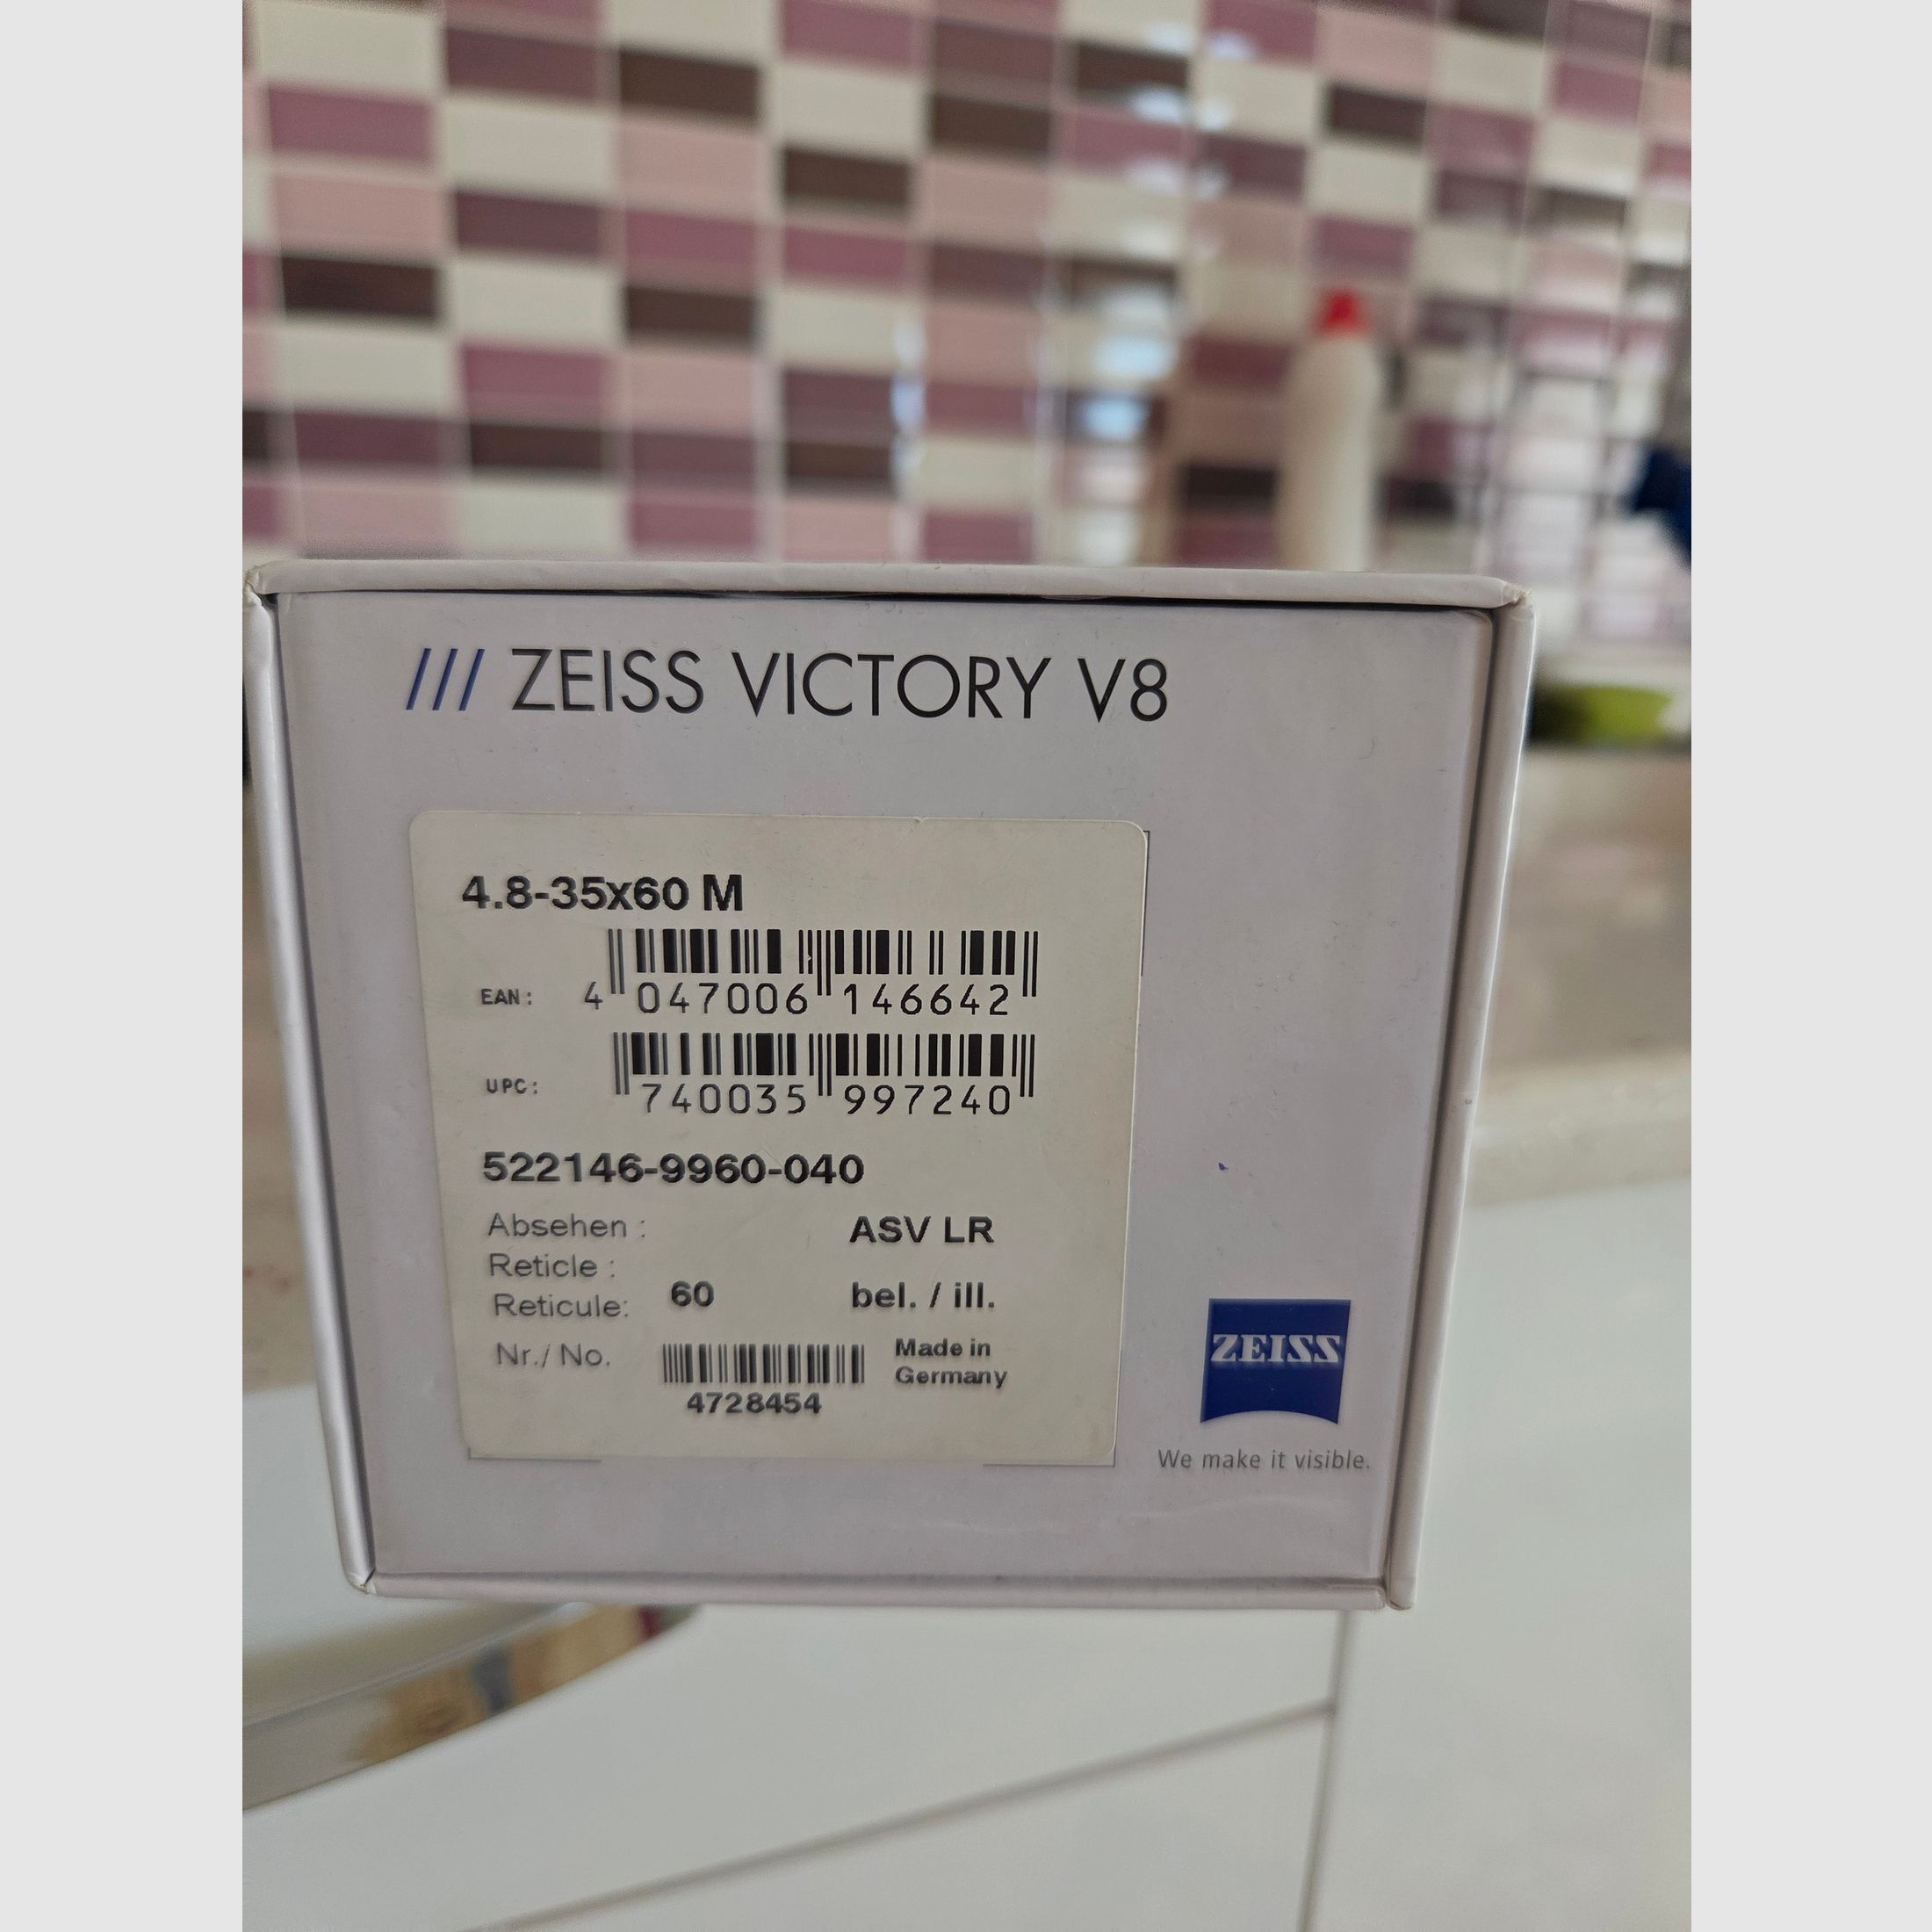 /// ZEISS VICTORY V8
4.8-35x60 M
EAN: 4 047006 146642
UPC: 740035 997240
522146-9960-040
Absehen : ASV LR
Reticle :
Reticule: 60 bel. / ill.
Nr./ No. Made in
Germany
4728454
ZEISS
We make it visible.